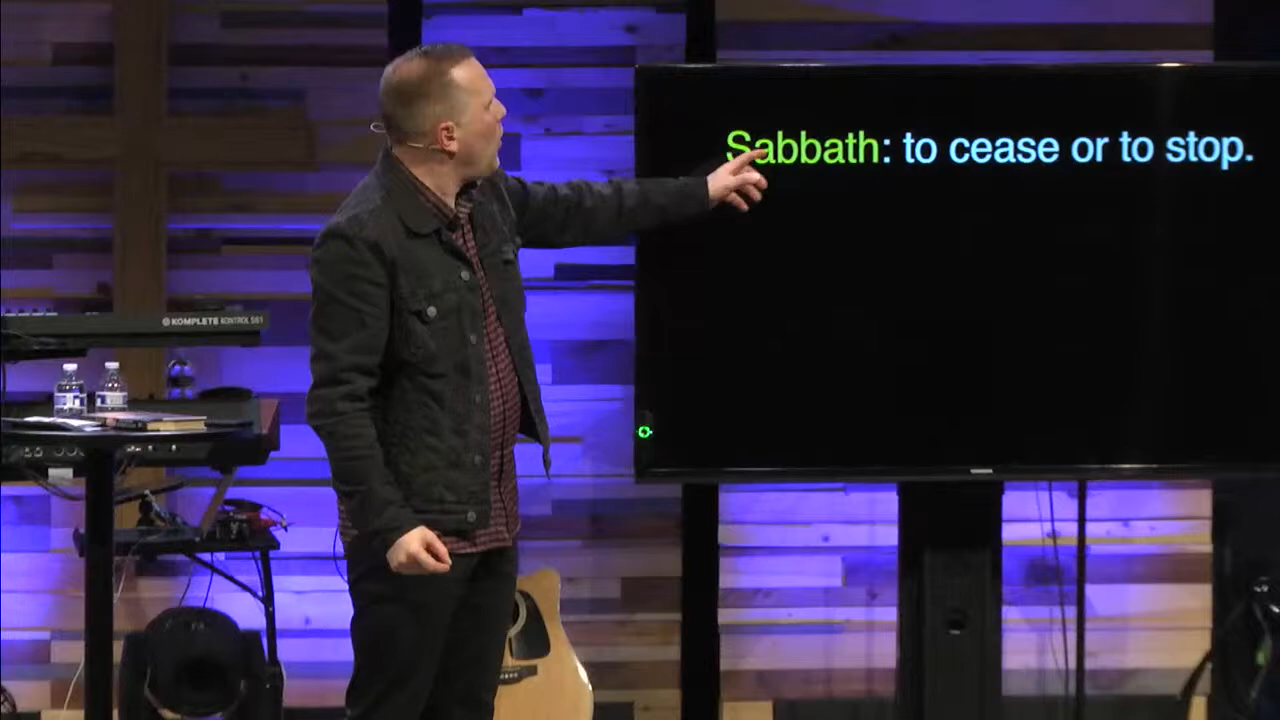 Sabbath: to cease or to stop.
KOMPLETE KONTROL S61